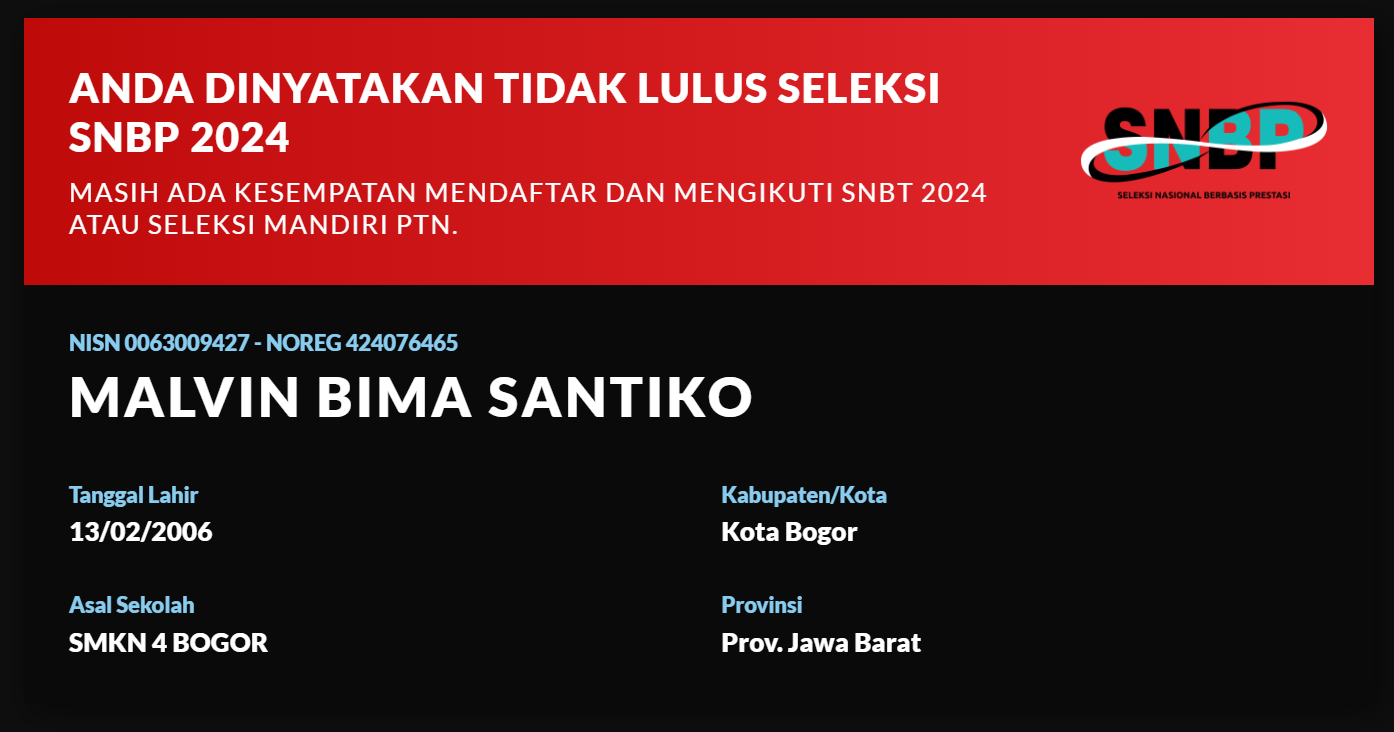 ANDA DINYATAKAN TIDAK LULUS SELEKSI
SNBP 2024
MASIH ADA KESEMPATAN MENDAFTAR DAN MENGIKUTI SNBT 2024
ATAU SELEKSI MANDIRI PTN.
SNBP
SELEKSI NASIONAL BERBASIS PRESTASI
NISN 0063009427 - NOREG 424076465
MALVIN BIMA SANTIKO
Tanggal Lahir
13/02/2006
Kabupaten/Kota
Kota Bogor
Asal Sekolah
SMKN 4 BOGOR
Provinsi
Prov. Jawa Barat